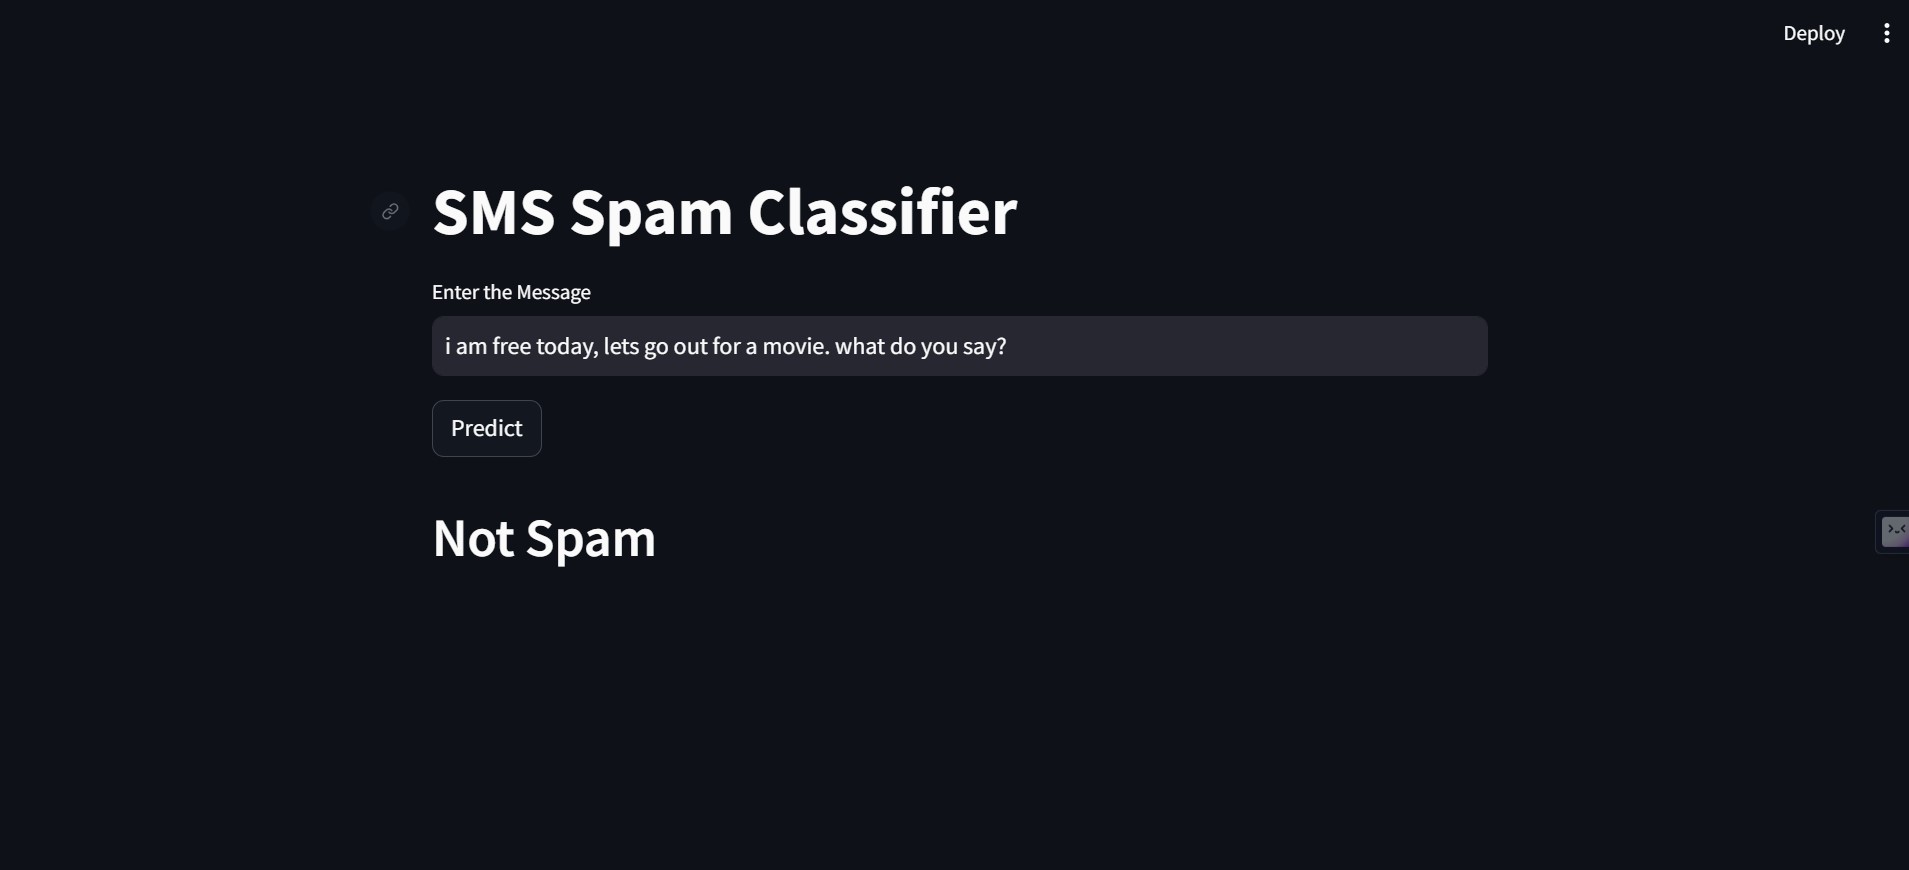 Deploy
SMS Spam Classifier
Enter the Message
i am free today, lets go out for a movie. what do you say?
Predict
Not Spam